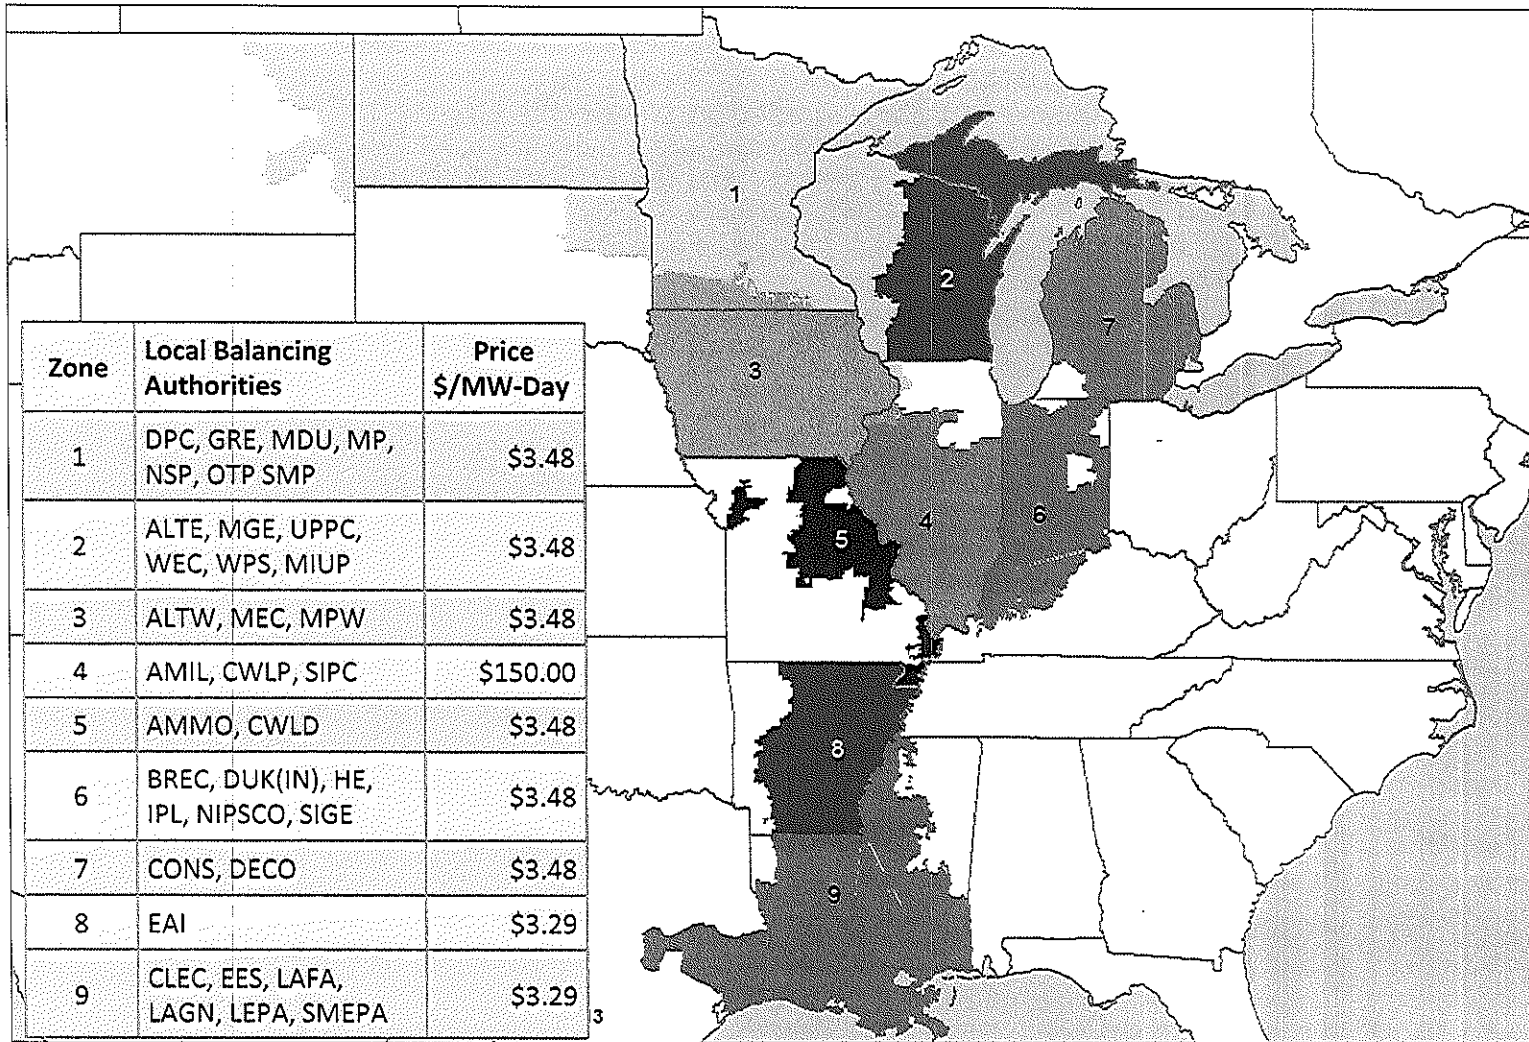 Zone
Local Balancing
Authorities
Price
$/MW-Day
1
DPC, GRE, MDU, MP,
NSP, OTP SMP
$3.48
2
ALTE, MGE, UPPC,
WEC, WPS, MIUP
$3.48
3
ALTW, MEC, MPW
$3.48
4
AMIL, CWLP, SIPC
$150.00
5
AMMO, CWLD
$3.48
6
BREC, DUK(IN), HE,
IPL, NIPSCO, SIGE
$3.48
7
CONS, DECO
$3.48
8
EAI
$3.29
9
CLEC, EES, LAFA,
LAGN, LEPA, SMEPA
$3.29
1
2
7
3
4
6
5
8
9
3